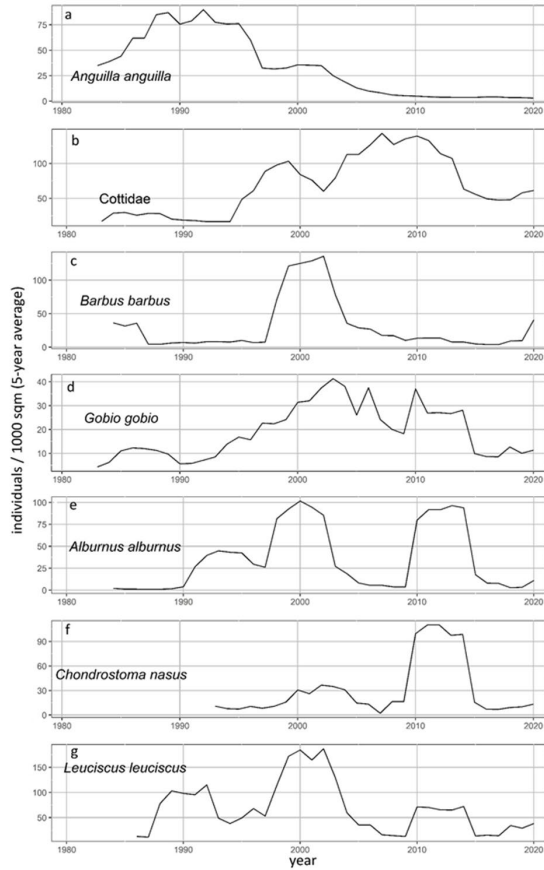 a
75
50
25
0
Anguilla anguilla
1980 1990 2000 2010 2020
b
100
50
Cottidae
1980 1990 2000 2010 2020
c
100
50
0
Barbus barbus
1980 1990 2000 2010 2020
d
40
30
20
10
Gobio gobio
1980 1990 2000 2010 2020
e
100
75
50
25
0
Alburnus alburnus
1980 1990 2000 2010 2020
f
90
60
30
0
Chondrostoma nasus
1980 1990 2000 2010 2020
g
150
100
50
0
Leuciscus leuciscus
1980 1990 2000 2010 2020
year
individuals / 1000 sqm (5-year average)